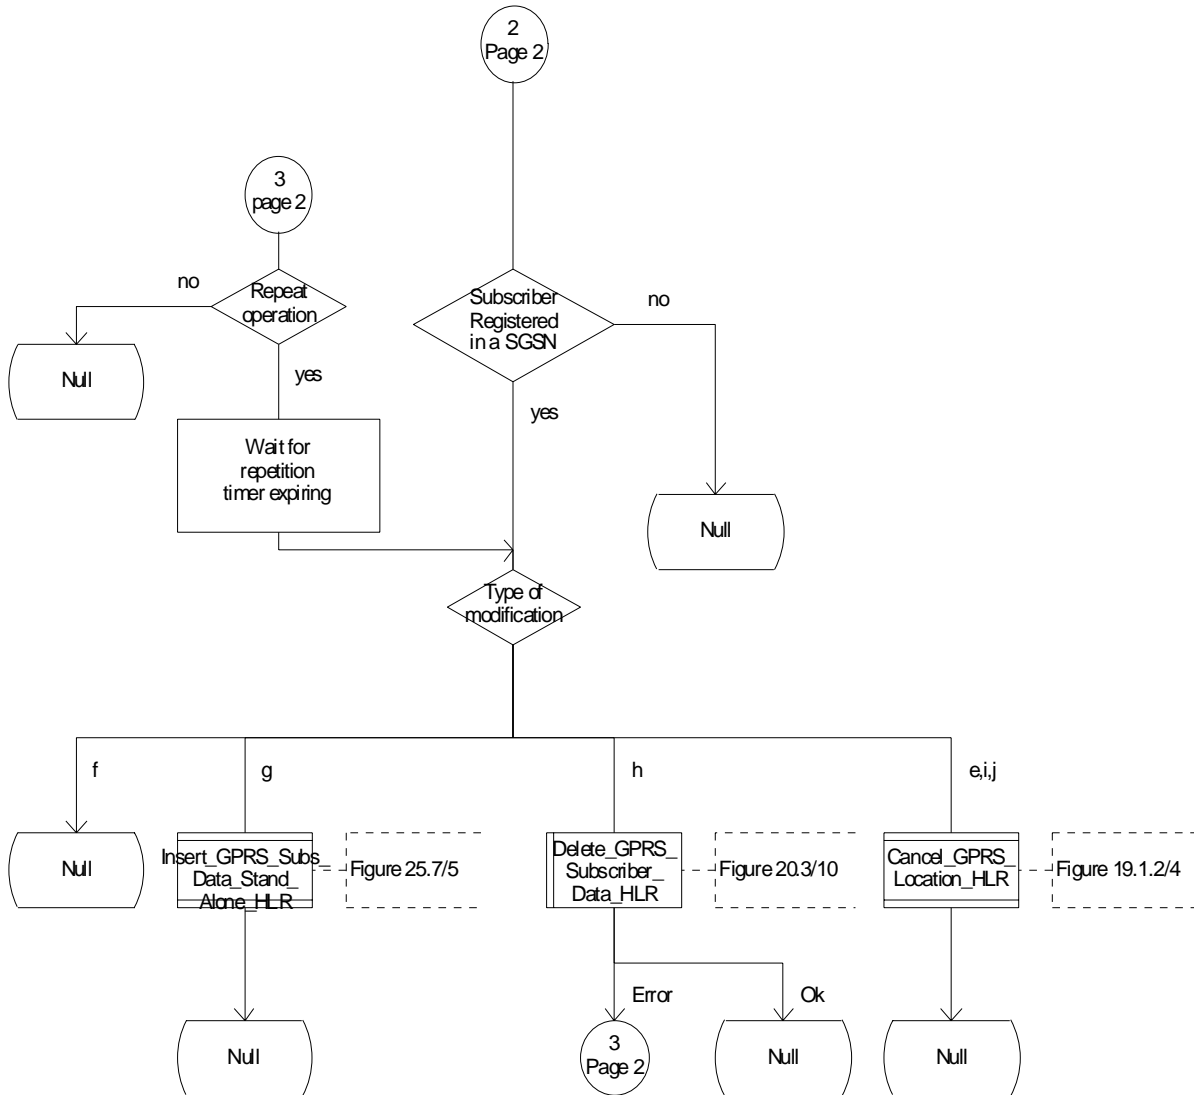 2
Page 2
3
page 2
no
Repeat
operation
Subscriber
Registered
in a SGSN
no
Null
yes
yes
Wait for
repetition
timer expiring
Null
Type of
modification
f
g
h
e,i,j
Null
Insert_GPRS_Subs_
Data_Stand_
Alone_HLR
Figure 25.7/5
Delete_GPRS_
Subscriber_
Data_HLR
Figure 20.3/10
Cancel_GPRS_
Location_HLR
Figure 19.1.2/4
Error
Ok
Null
3
Page 2
Null
Null